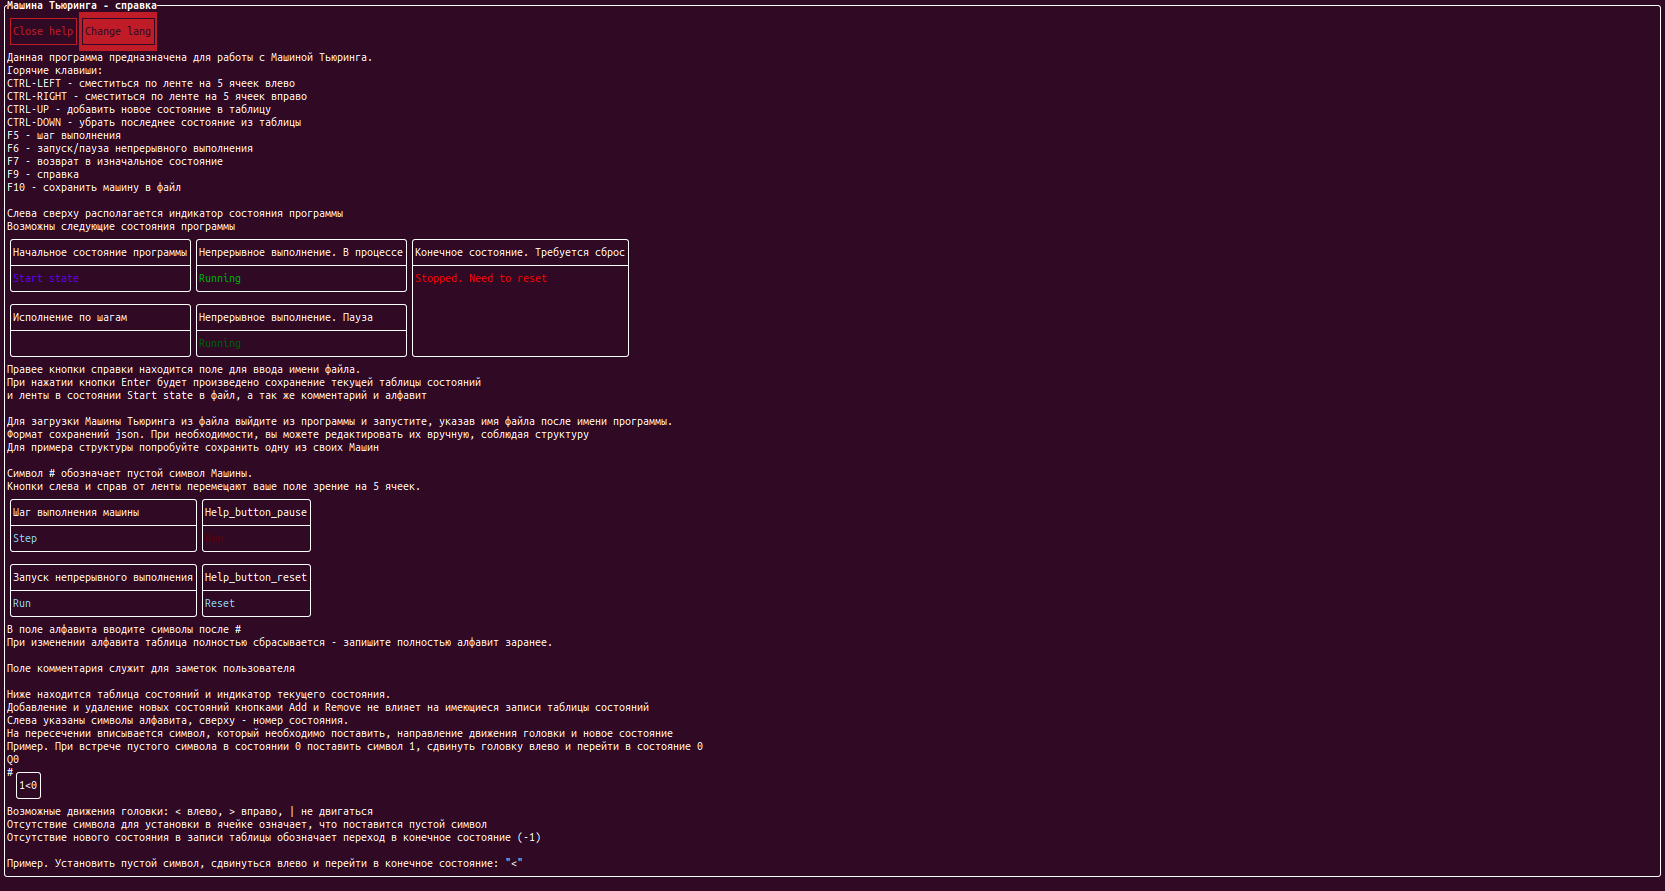 Машина Тьюринга - справка
Close help Change lang
Данная программа предназначена для работы с Машиной Тьюринга.
Горячие клавиши:
CTRL-LEFT - сместиться по ленте на 5 ячеек влево
CTRL-RIGHT - сместиться по ленте на 5 ячеек вправо
CTRL-UP - добавить новое состояние в таблицу
CTRL-DOWN - убрать последнее состояние из таблицы
F5 - шаг выполнения
F6 - запуск/пауза непрерывного выполнения
F7 - возврат в изначальное состояние
F9 - справка
F10 - сохранить машину в файл
Слева сверху располагается индикатор состояния программы
Возможны следующие состояния программы
Начальное состояние программы Непрерывное выполнение. В процессе Конечное состояние. Требуется сброс
Start state Running Stopped. Need to reset
Исполнение по шагам Непрерывное выполнение. Пауза
Running
Правее кнопки справки находится поле для ввода имени файла.
При нажатии кнопки Enter будет произведено сохранение текущей таблицы состояний
и ленты в состоянии Start state в файл, а так же комментарий и алфавит
Для загрузки Машины Тьюринга из файла выйдите из программы и запустите, указав имя файла после имени программы.
Формат сохранений json. При необходимости, вы можете редактировать их вручную, соблюдая структуру
Для примера структуры попробуйте сохранить одну из своих Машин
Символ # обозначает пустой символ Машины.
Кнопки слева и справ от ленты перемещают ваше поле зрение на 5 ячеек.
Шаг выполнения машины Help_button_pause
Step
Запуск непрерывного выполнения Help_button_reset
Run Reset
В поле алфавита вводите символы после #
При изменении алфавита таблица полностью сбрасывается - запишите полностью алфавит заранее.
Поле комментария служит для заметок пользователя
Ниже находится таблица состояний и индикатор текущего состояния.
Добавление и удаление новых состояний кнопками Add и Remove не влияет на имеющиеся записи таблицы состояний
Слева указаны символы алфавита, сверху - номер состояния.
На пересечении вписывается символ, который необходимо поставить, направление движения головки и новое состояние
Пример. При встрече пустого символа в состоянии 0 поставить символ 1, сдвинуть головку влево и перейти в состояние 0
Q0
#
1<0
Возможные движения головки: < влево, > вправо, | не двигаться
Отсутствие символа для установки в ячейке означает, что поставится пустой символ
Отсутствие нового состояния в записи таблицы обозначает переход в конечное состояние (-1)
Пример. Установить пустой символ, сдвинуться влево и перейти в конечное состояние: "<"